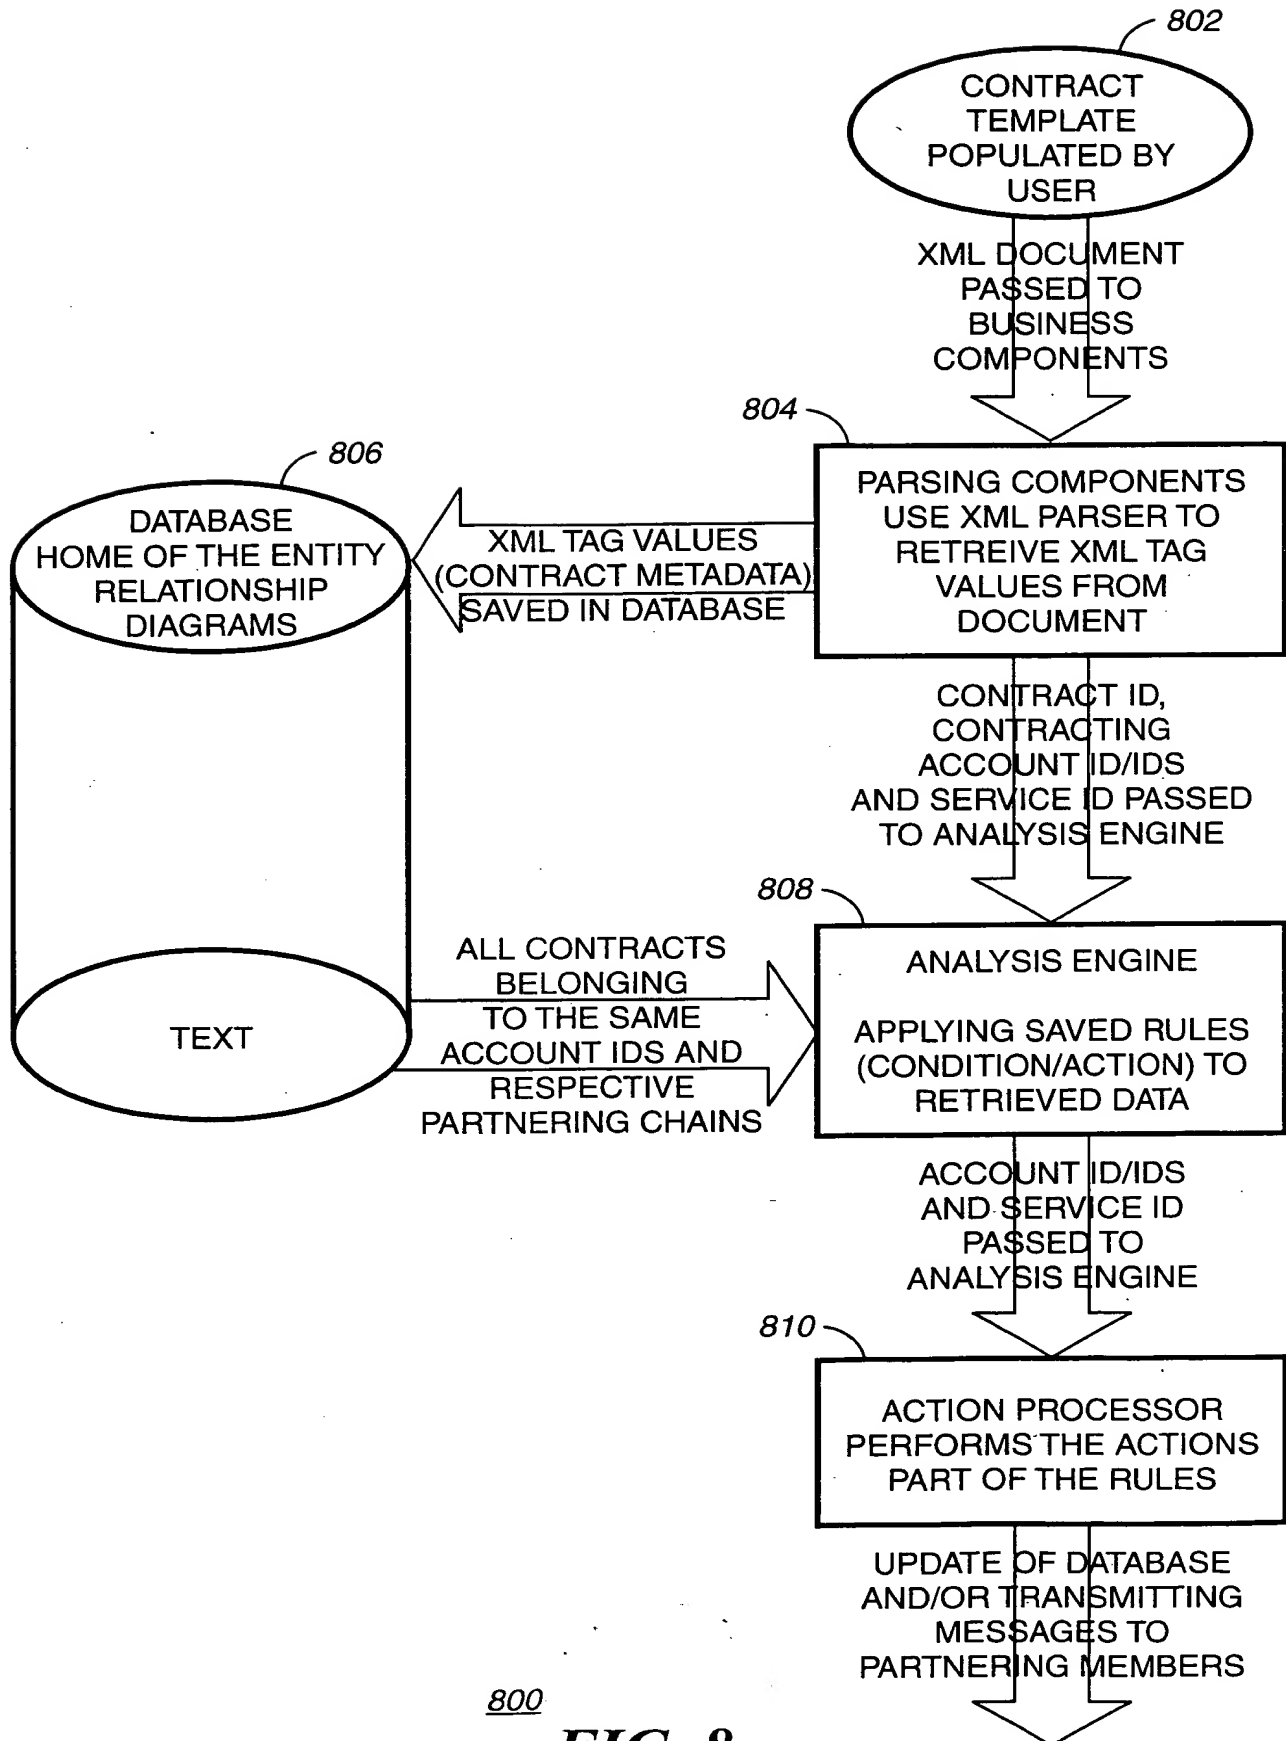 802
CONTRACT
TEMPLATE
POPULATED BY
USER
XML DOCUMENT
PASSED TO
BUSINESS
COMPONENTS
804
PARSING COMPONENTS
USE XML PARSER TO
RETREIVE XML TAG
VALUES FROM
DOCUMENT
806
DATABASE
HOME OF THE ENTITY
RELATIONSHIP
DIAGRAMS
XML TAG VALUES
(CONTRACT METADATA)
SAVED IN DATABASE
CONTRACT ID,
CONTRACTING
ACCOUNT ID/IDS
AND SERVICE ID PASSED
TO ANALYSIS ENGINE
808
ANALYSIS ENGINE
APPLYING SAVED RULES
(CONDITION/ACTION) TO
RETRIEVED DATA
TEXT
ALL CONTRACTS
BELONGING
TO THE SAME
ACCOUNT IDS AND
RESPECTIVE
PARTNERING CHAINS
ACCOUNT ID/IDS
AND SERVICE ID
PASSED TO
ANALYSIS ENGINE
810
ACTION PROCESSOR
PERFORMS THE ACTIONS
PART OF THE RULES
UPDATE OF DATABASE
AND/OR TRANSMITTING
MESSAGES TO
PARTNERING MEMBERS
800
FIG. 8